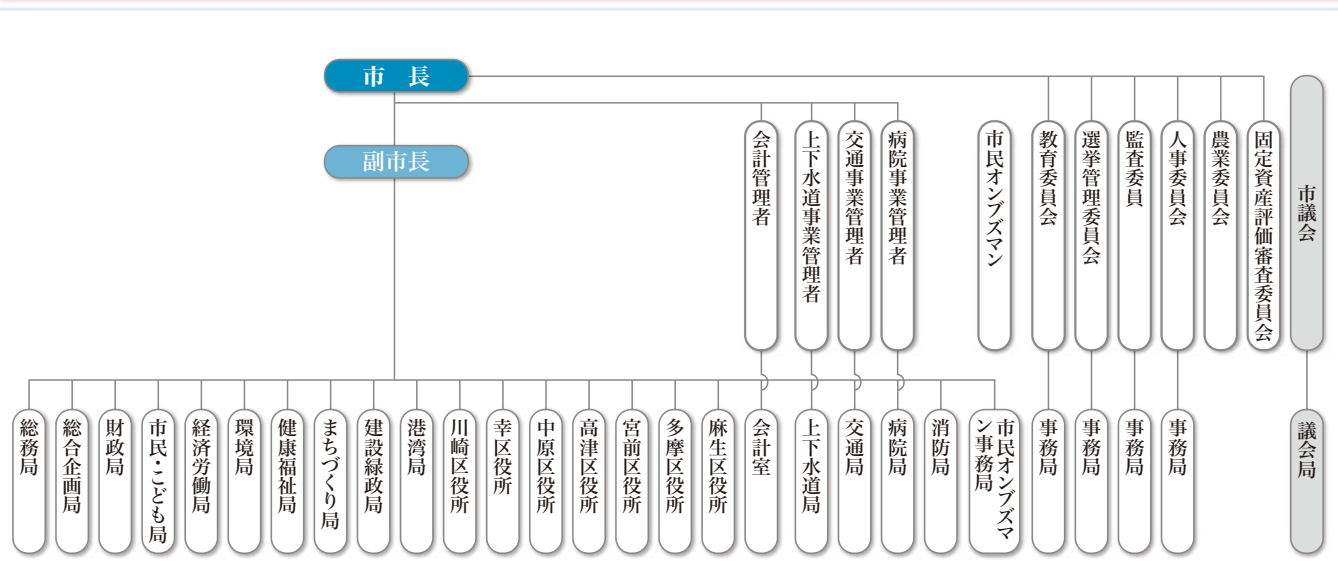 市 長
副市長
会計管理者
上下水道事業管理者
交通事業管理者
病院事業管理者
市民オンブズマン
教育委員会
選挙管理委員会
監査委員
人事委員会
農業委員会
固定資産評価審査委員会
市議会
総務局
総合企画局
財政局
市民・こども局
経済労働局
環境局
健康福祉局
まちづくり局
建設緑政局
港湾局
川崎区役所
幸区役所
中原区役所
高津区役所
宮前区役所
多摩区役所
麻生区役所
会計室
上下水道局
交通局
病院局
消防局
市民オンブズマ
ン事務局
事務局
事務局
事務局
事務局
議会局